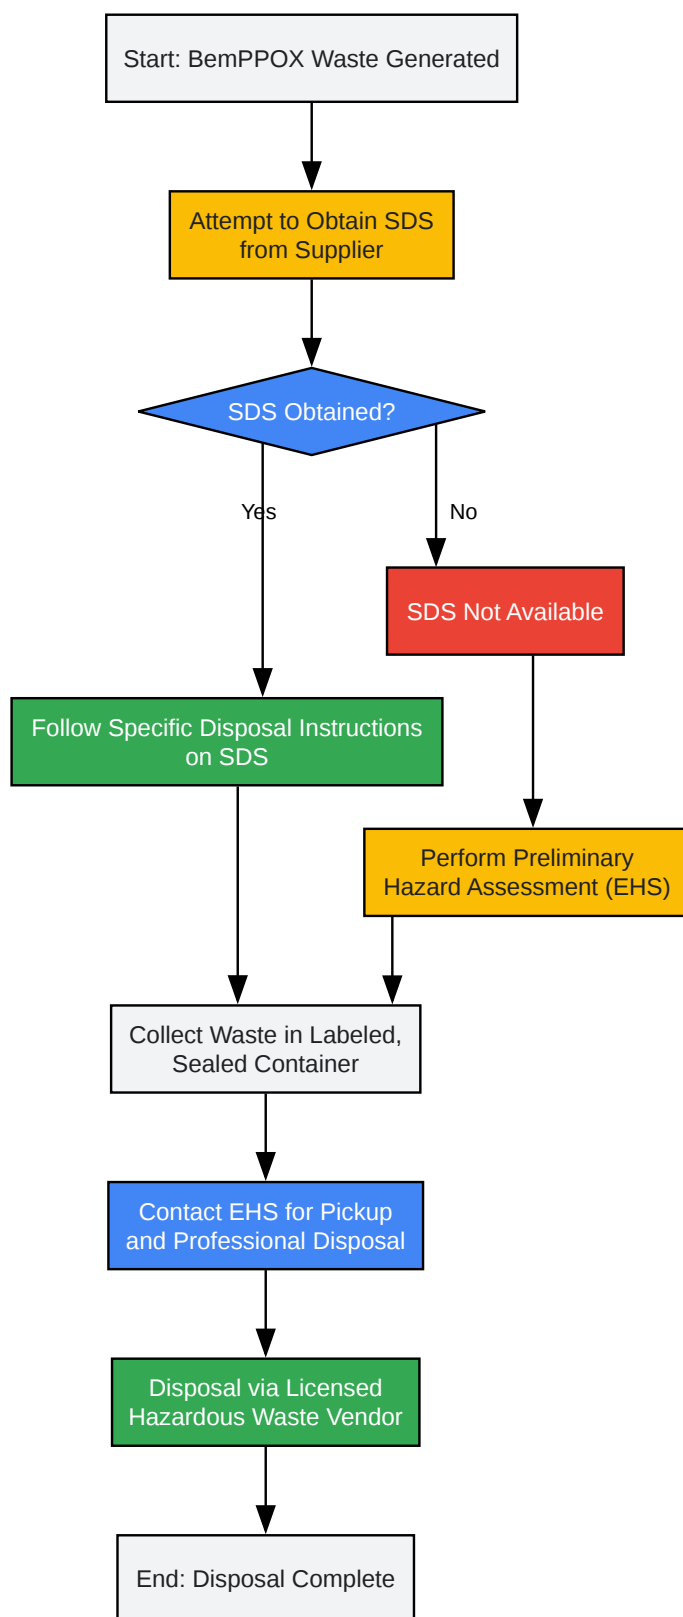 Start: BemPPOX Waste Generated
Attempt to Obtain SDS
from Supplier
SDS Obtained?
Yes
No
SDS Not Available
Follow Specific Disposal Instructions
on SDS
Perform Preliminary
Hazard Assessment (EHS)
Collect Waste in Labeled,
Sealed Container
Contact EHS for Pickup
and Professional Disposal
Disposal via Licensed
Hazardous Waste Vendor
End: Disposal Complete